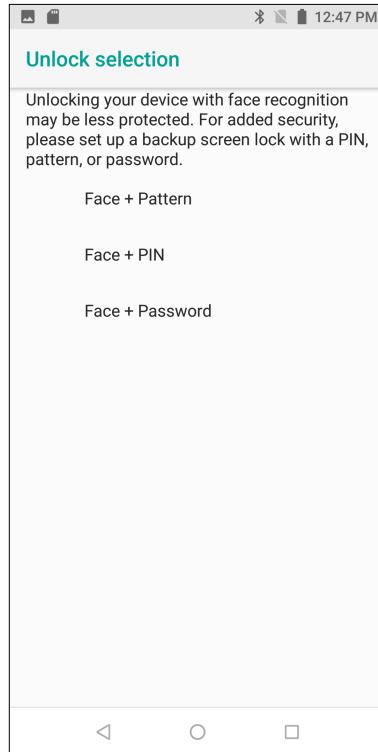 12:47 PM
Unlock selection
Unlocking your device with face recognition
may be less protected. For added security,
please set up a backup screen lock with a PIN,
pattern, or password.
Face + Pattern
Face + PIN
Face + Password